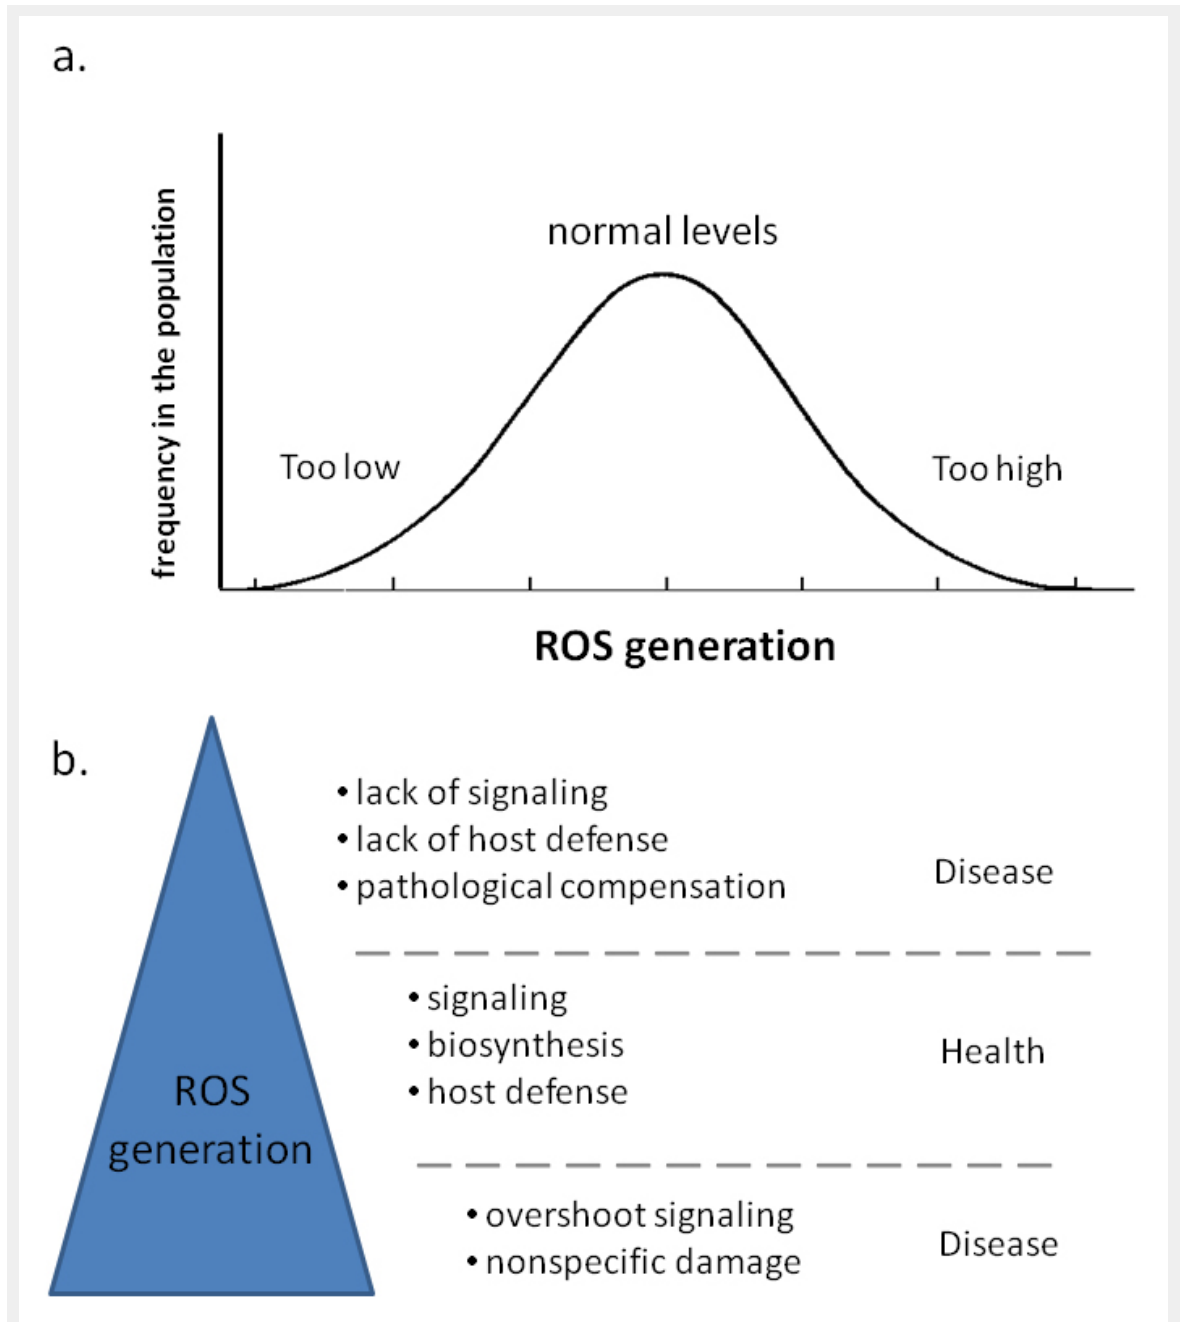 a.
frequency in the population
normal levels
Too low
Too high
ROS generation
b.
• lack of signaling
• lack of host defense
• pathological compensation
Disease
• signaling
• biosynthesis
• host defense
Health
ROS
generation
• overshoot signaling
• nonspecific damage
Disease